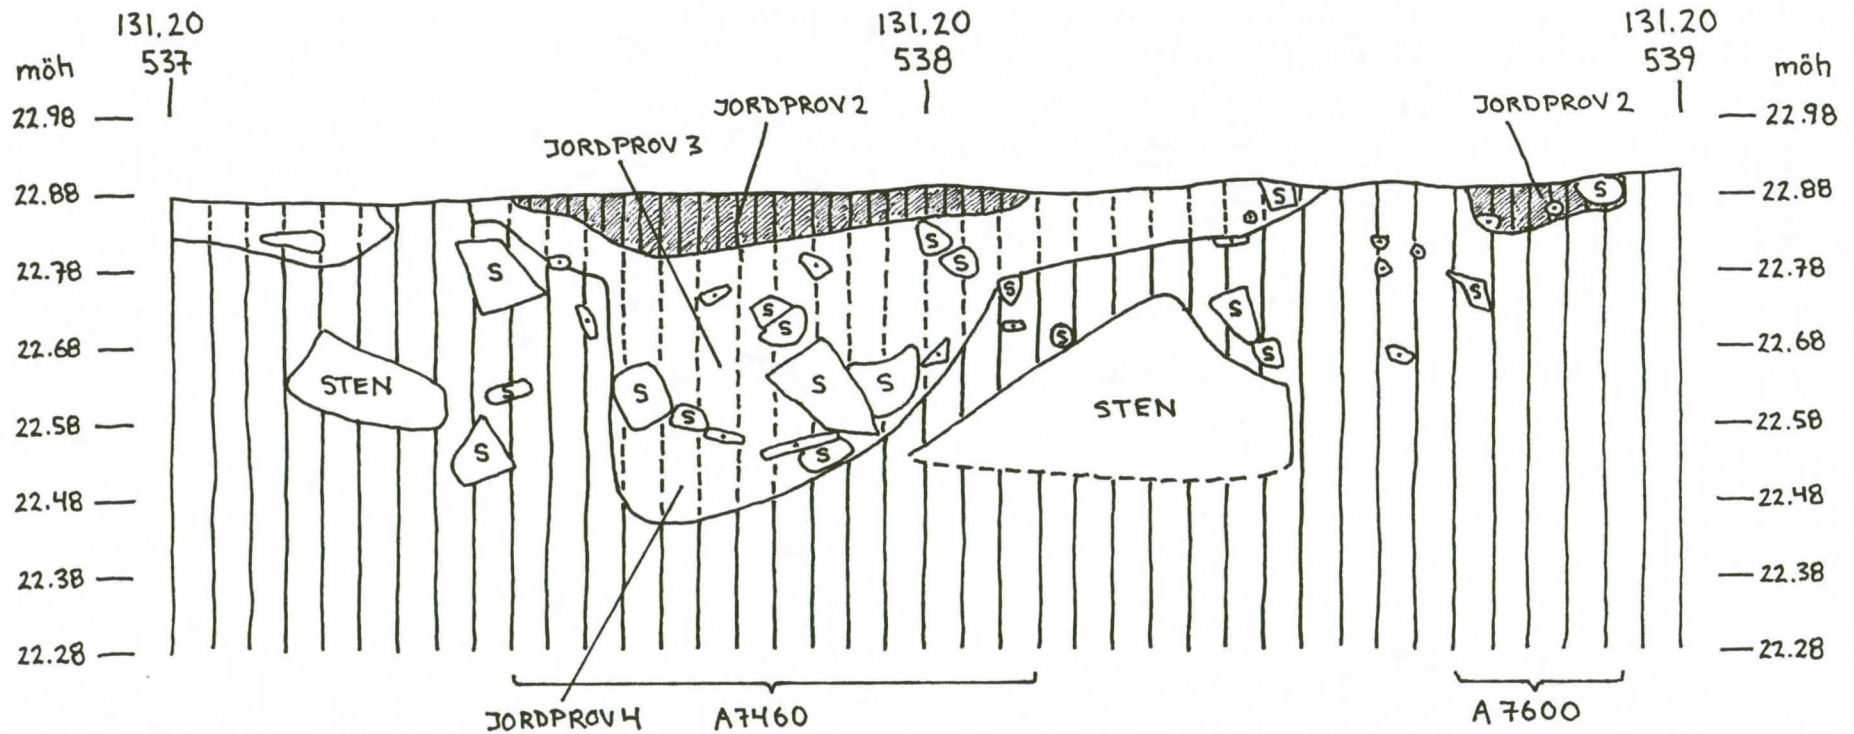 131.20
537
131.20
538
131.20
539
möh
möh
JORDPROV 2
JORDPROV 2
JORDPROV 3
22.98
22.98
22.88
22.88
22.78
22.78
22.68
22.68
22.58
22.58
22.48
22.48
22.38
22.38
22.28
22.28
S
S
S
S
S
S
S
S
S
S
S
S
S
STEN
S
S
S
S
S
STEN
S
S
JORDPROV 4
A7460
A 7600